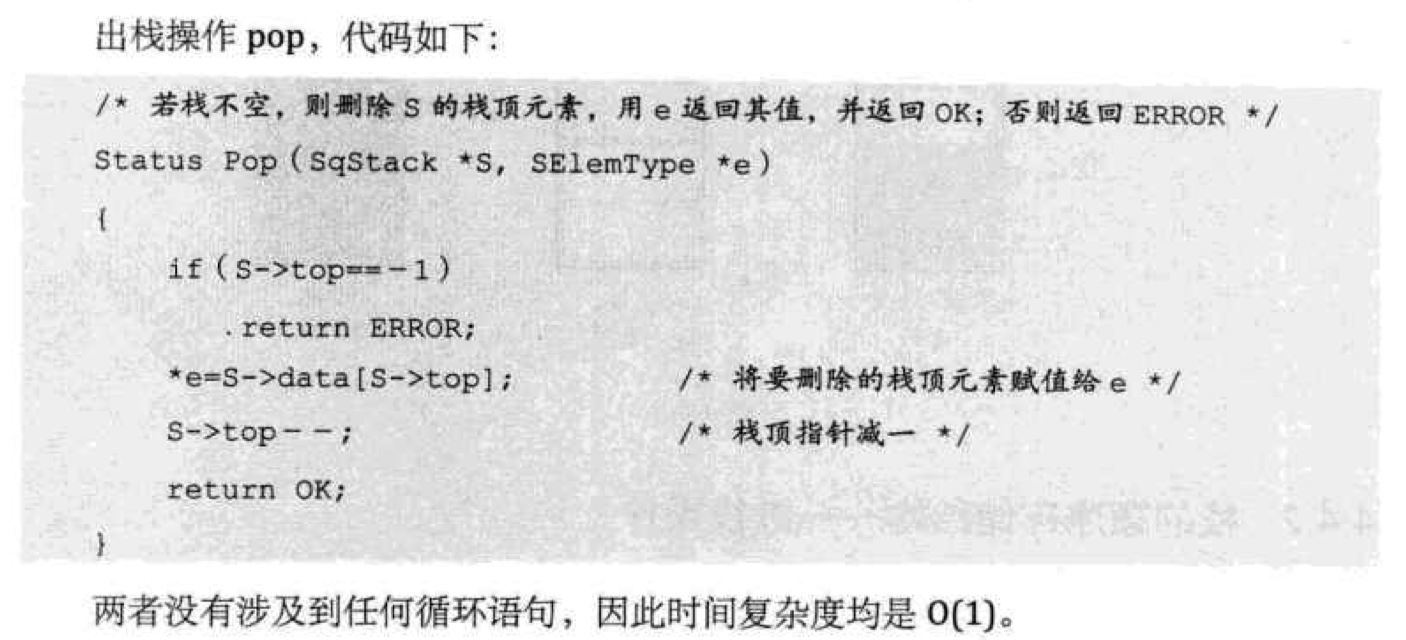 出栈操作 pop，代码如下：
/* 若栈不空，则删除 S 的栈顶元素，用 e 返回其值，并返回 OK；否则返回 ERROR */
Status Pop（SqStack *S, SElemType *e）
{
if（S->top==－1）
return ERROR;
*e=S->data[S->top]; /* 将要删除的栈顶元素赋值给 e */
S->top－－; /* 栈顶指针减一 */
return OK;
}
两者没有涉及到任何循环语句，因此时间复杂度均是 O(1)。